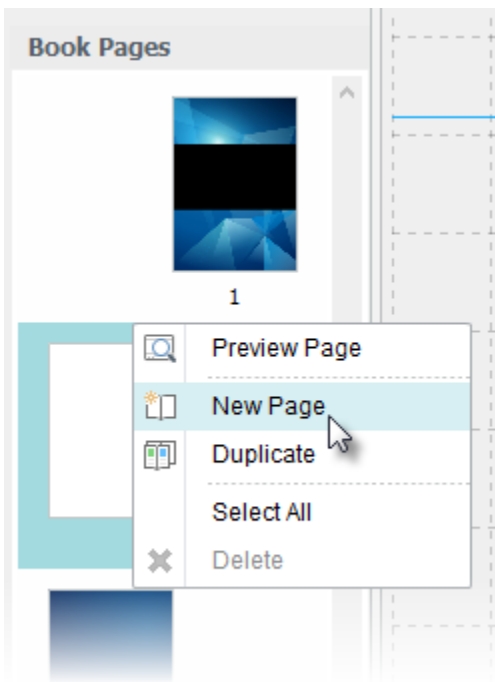 Book Pages
1
Preview Page
New Page
Duplicate
Select All
Delete